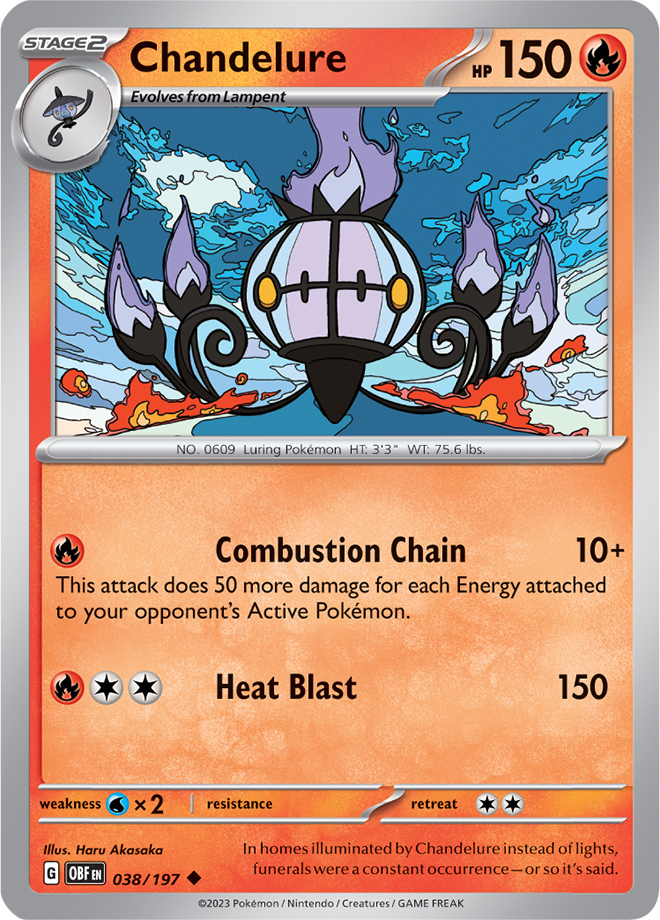 STAGE2
Chandelure
HP 150
Evolves from Lampent
NO. 0609 Luring Pokémon HT: 3'3" WT: 75.6 lbs.
Combustion Chain 10+
This attack does 50 more damage for each Energy attached
to your opponent's Active Pokémon.
Heat Blast 150
weakness ×2 resistance retreat
Illus. Haru Akasaka
In homes illuminated by Chandelure instead of lights,
funerals were a constant occurrence—or so it's said.
G OBF EN 038/197
©2023 Pokémon / Nintendo / Creatures / GAME FREAK